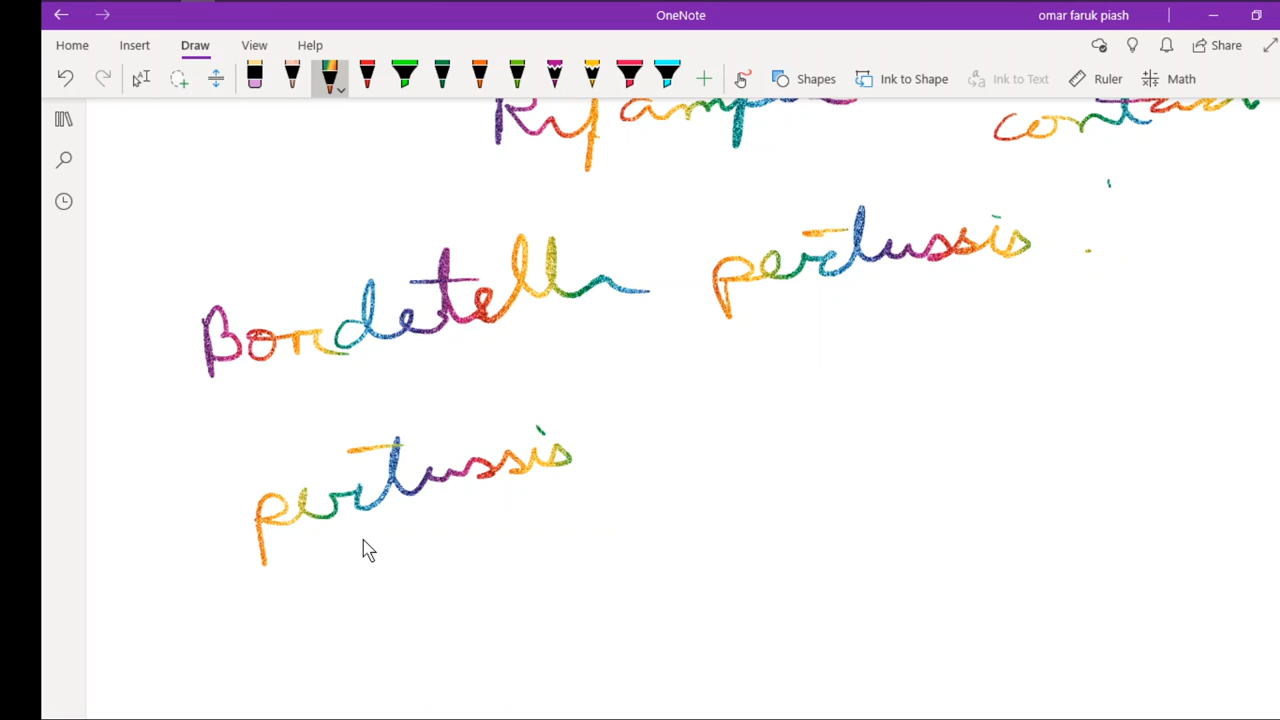 OneNote
omar faruk piash
Home Insert Draw View Help
Share
Shapes Ink to Shape Ink to Text Ruler Math
Bordetella pertussis
pertussis